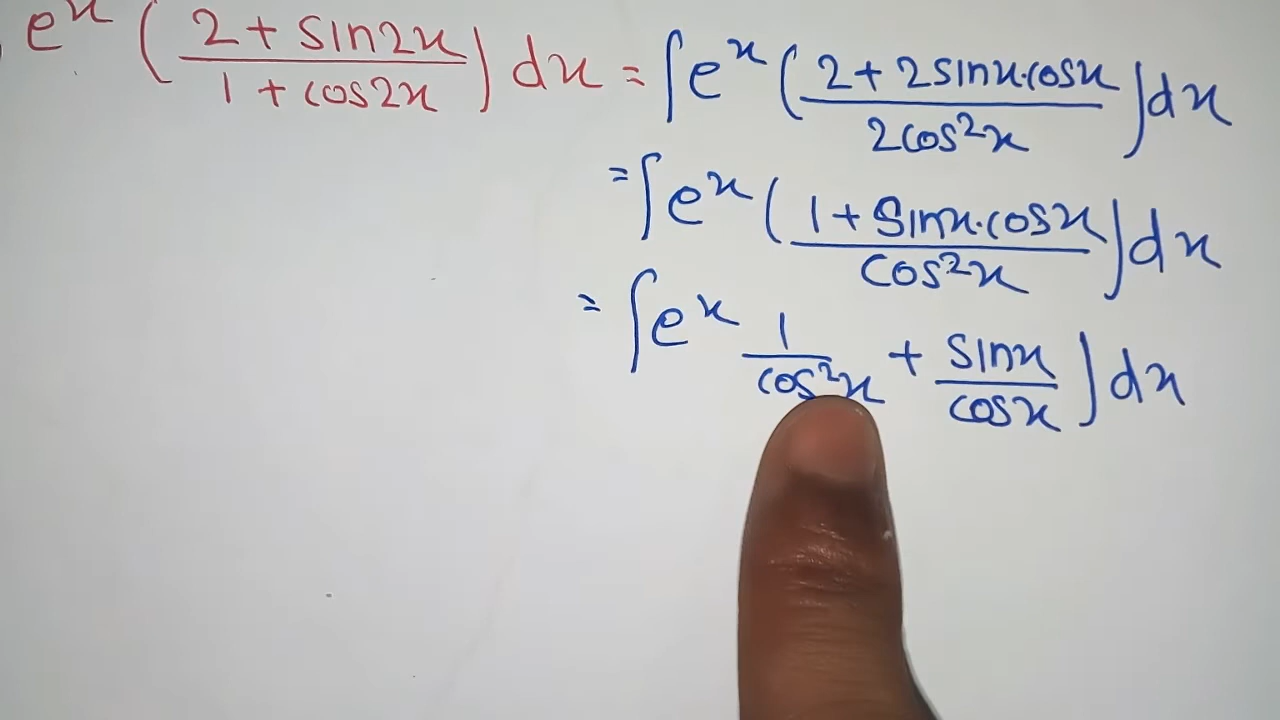 e^x ( (2 + sin2x)/(1 + cos2x) ) dx = ∫e^x ( (2 + 2sinx·cosx)/(2cos²x) ) dx
= ∫e^x ( (1 + sinx·cosx)/(cos²x) ) dx
= ∫e^x 1/(cos²x) + sinx/cosx ) dx